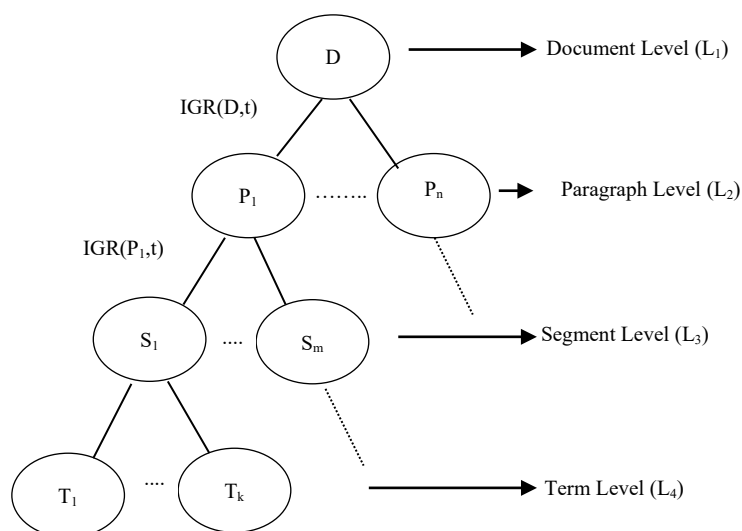 D
Document Level (L₁)
IGR(D,t)
P₁
........
Pₙ
Paragraph Level (L₂)
IGR(P₁,t)
S₁
....
Sₘ
Segment Level (L₃)
T₁
....
Tₖ
Term Level (L₄)